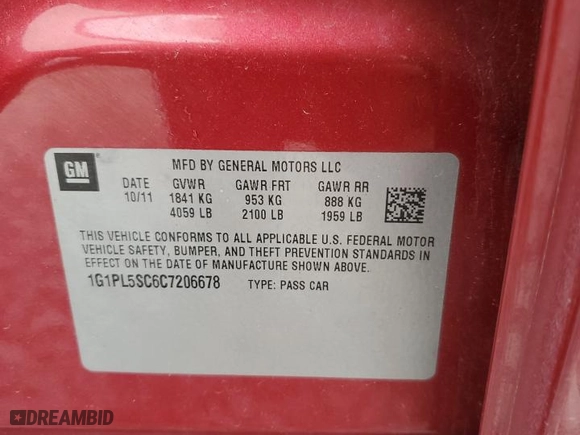 GM
MFD BY GENERAL MOTORS LLC
DATE GVWR GAWR FRT GAWR RR
10/11 1841 KG 953 KG 888 KG
4059 LB 2100 LB 1959 LB
THIS VEHICLE CONFORMS TO ALL APPLICABLE U.S. FEDERAL MOTOR
VEHICLE SAFETY, BUMPER, AND THEFT PREVENTION STANDARDS IN
EFFECT ON THE DATE OF MANUFACTURE SHOWN ABOVE.
1G1PL5SC6C7206678 TYPE: PASS CAR
DREAMBID